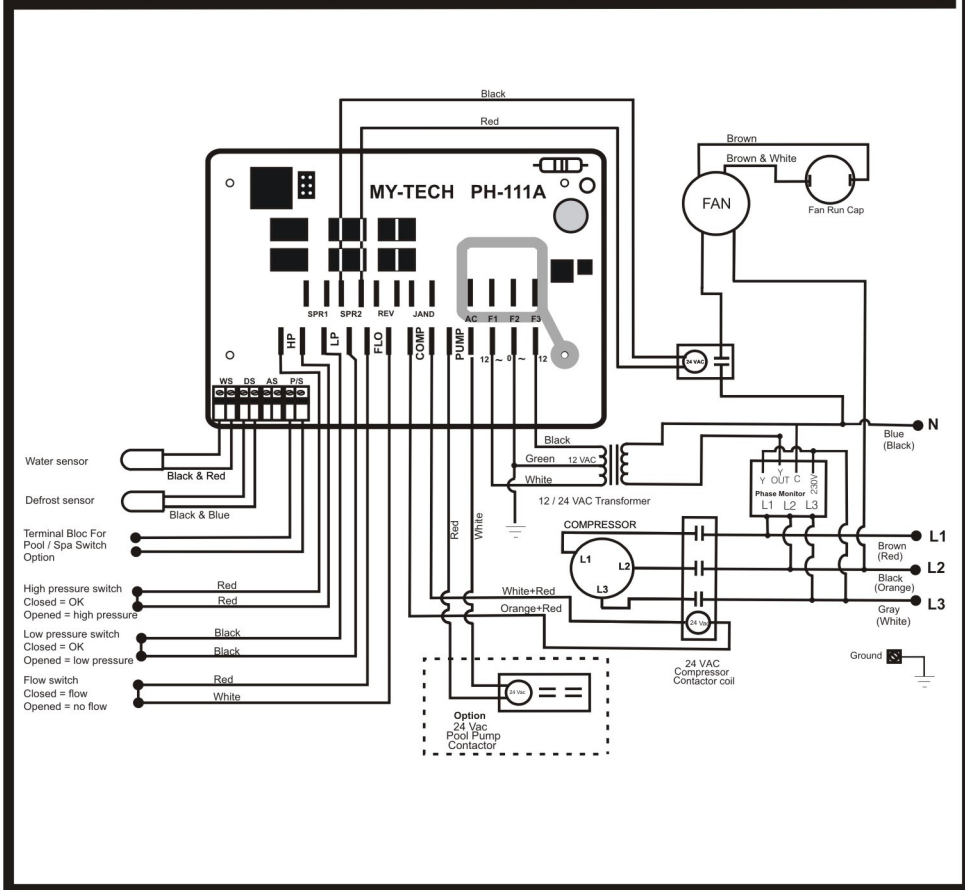 Black
Red
Brown
Brown & White
FAN
Fan Run Cap
MY-TECH PH-111A
SPR1 SPR2 REV JAND AC F1 F2 F3
HP LP FLO COMP PUMP 12 ~ 0 ~ 12
WS DS AS P/S
24 VAC
N
Blue
(Black)
Black
Green 12 VAC
White
12 / 24 VAC Transformer
Y Y OUT C 230V
Phase Monitor
L1 L2 L3
Water sensor
Black & Red
Defrost sensor
Black & Blue
Terminal Bloc For
Pool / Spa Switch
Option
Red
White
COMPRESSOR
L1
L2
L3
L1
Brown
(Red)
L2
Black
(Orange)
L3
Gray
(White)
High pressure switch
Closed = OK
Opened = high pressure
Red
Red
White+Red
Orange+Red
24 Vac
Low pressure switch
Closed = OK
Opened = low pressure
Black
Black
24 VAC
Compressor
Contactor coil
Ground
Flow switch
Closed = flow
Opened = no flow
Red
White
24 Vac
Option
24 Vac
Pool Pump
Contactor